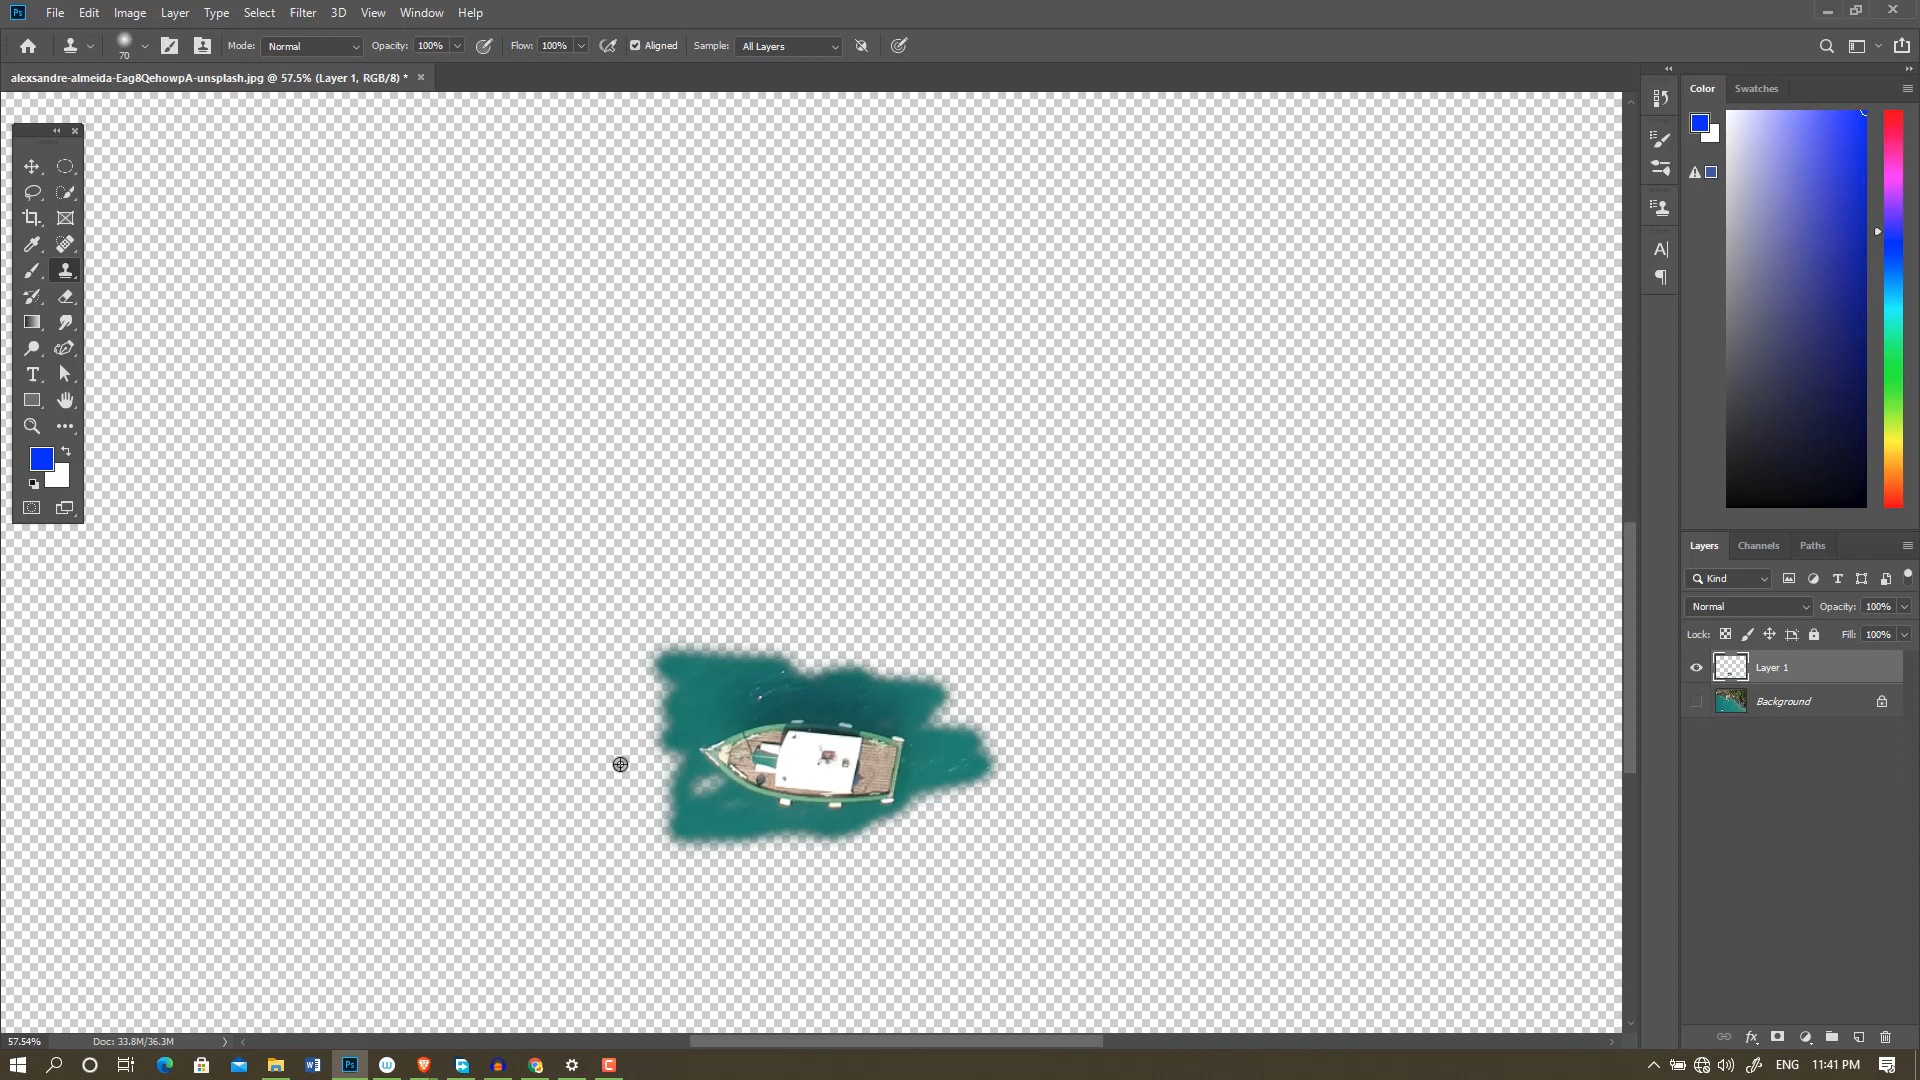 Ps File Edit Image Layer Type Select Filter 3D View Window Help
70 Mode: Normal Opacity: 100% Flow: 100% Aligned Sample: All Layers
alexsandre-almeida-Eag8QehowpA-unsplash.jpg @ 57.5% (Layer 1, RGB/8) *
Color Swatches
Layers Channels Paths
Kind
Normal Opacity: 100%
Lock: Fill: 100%
Layer 1
Background
fx
57.54% Doc: 33.8M/36.3M
ENG 11:41 PM